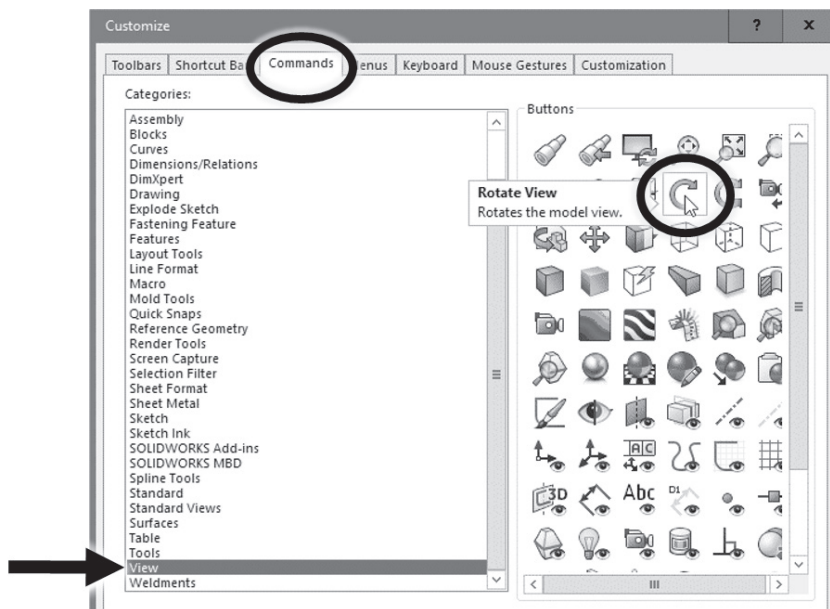 Customize
? x
Toolbars Shortcut Ba Commands enus Keyboard Mouse Gestures Customization
Categories:
Assembly
Blocks
Curves
Dimensions/Relations
DimXpert
Drawing
Explode Sketch
Fastening Feature
Features
Layout Tools
Line Format
Macro
Mold Tools
Quick Snaps
Reference Geometry
Render Tools
Screen Capture
Selection Filter
Sheet Format
Sheet Metal
Sketch
Sketch Ink
SOLIDWORKS Add-ins
SOLIDWORKS MBD
Spline Tools
Standard
Standard Views
Surfaces
Table
Tools
View
Weldments
Buttons
Rotate View
Rotates the model view.
A C
3D Abc D1